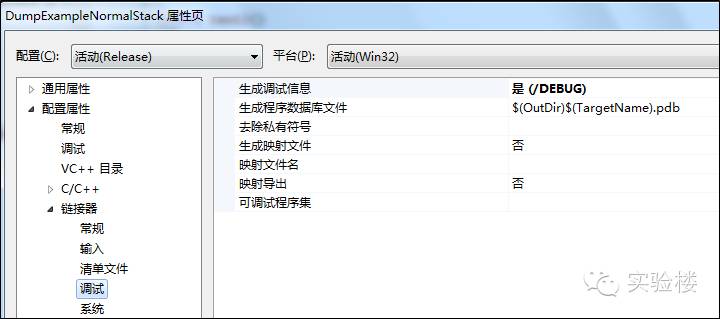 DumpExampleNormalStack 属性页
配置(C): 活动(Release) 平台(P): 活动(Win32)
通用属性
配置属性
常规
调试
VC++ 目录
C/C++
链接器
常规
输入
清单文件
调试
系统
生成调试信息 是 (/DEBUG)
生成程序数据库文件 $(OutDir)$(TargetName).pdb
去除私有符号
生成映射文件 否
映射文件名
映射导出 否
可调试程序集
实验楼